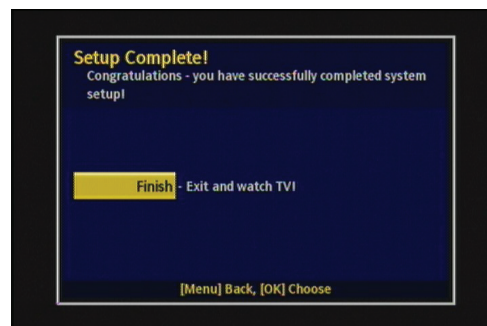 Setup Complete!
Congratulations - you have successfully completed system
setup!
Finish - Exit and watch TV!
[Menu] Back, [OK] Choose